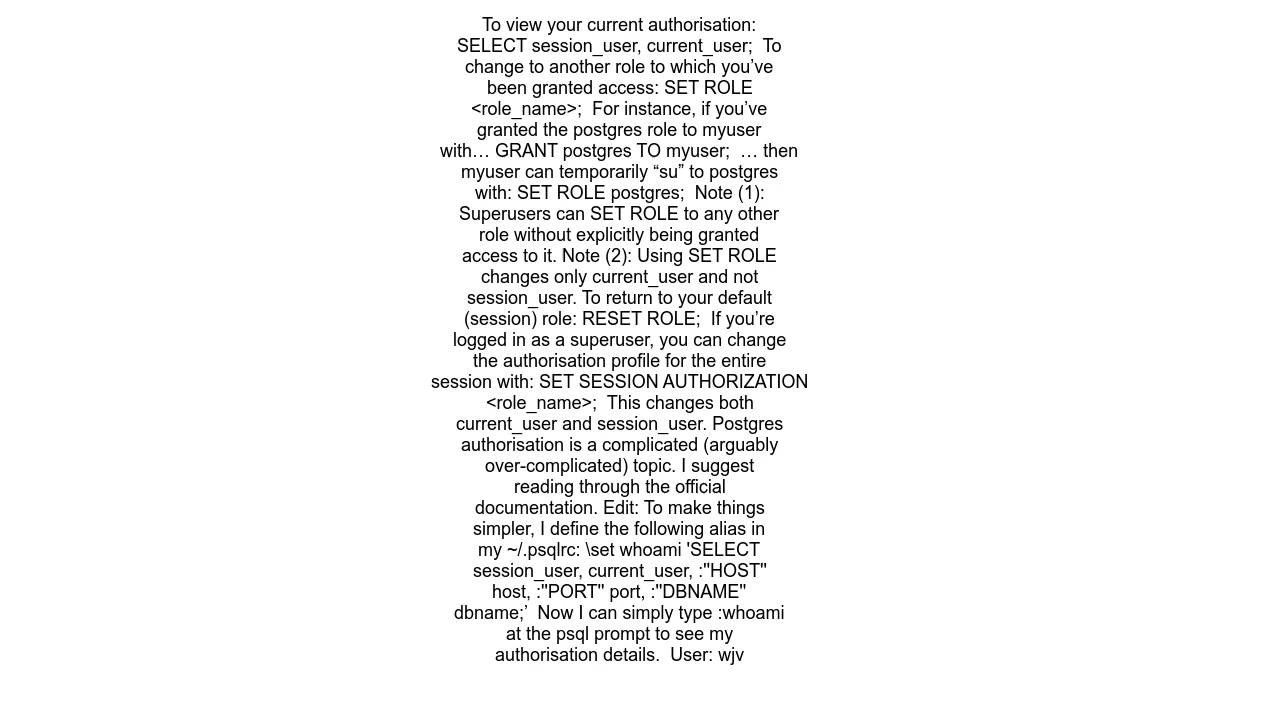 To view your current authorisation:
SELECT session_user, current_user;  To
change to another role to which you’ve
been granted access: SET ROLE
<role_name>;  For instance, if you’ve
granted the postgres role to myuser
with… GRANT postgres TO myuser;  … then
myuser can temporarily “su” to postgres
with: SET ROLE postgres;  Note (1):
Superusers can SET ROLE to any other
role without explicitly being granted
access to it. Note (2): Using SET ROLE
changes only current_user and not
session_user. To return to your default
(session) role: RESET ROLE;  If you’re
logged in as a superuser, you can change
the authorisation profile for the entire
session with: SET SESSION AUTHORIZATION
<role_name>;  This changes both
current_user and session_user. Postgres
authorisation is a complicated (arguably
over-complicated) topic. I suggest
reading through the official
documentation. Edit: To make things
simpler, I define the following alias in
my ~/.psqlrc: \set whoami 'SELECT
session_user, current_user, :''HOST''
host, :''PORT'' port, :''DBNAME''
dbname;’  Now I can simply type :whoami
at the psql prompt to see my
authorisation details.  User: wjv